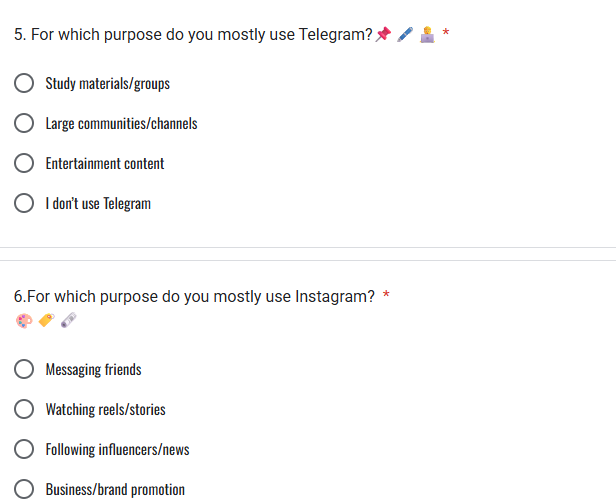 5. For which purpose do you mostly use Telegram?📌 🖊️ 👩‍💻 *
Study materials/groups
Large communities/channels
Entertainment content
I don't use Telegram
6.For which purpose do you mostly use Instagram? *
Messaging friends
Watching reels/stories
Following influencers/news
Business/brand promotion